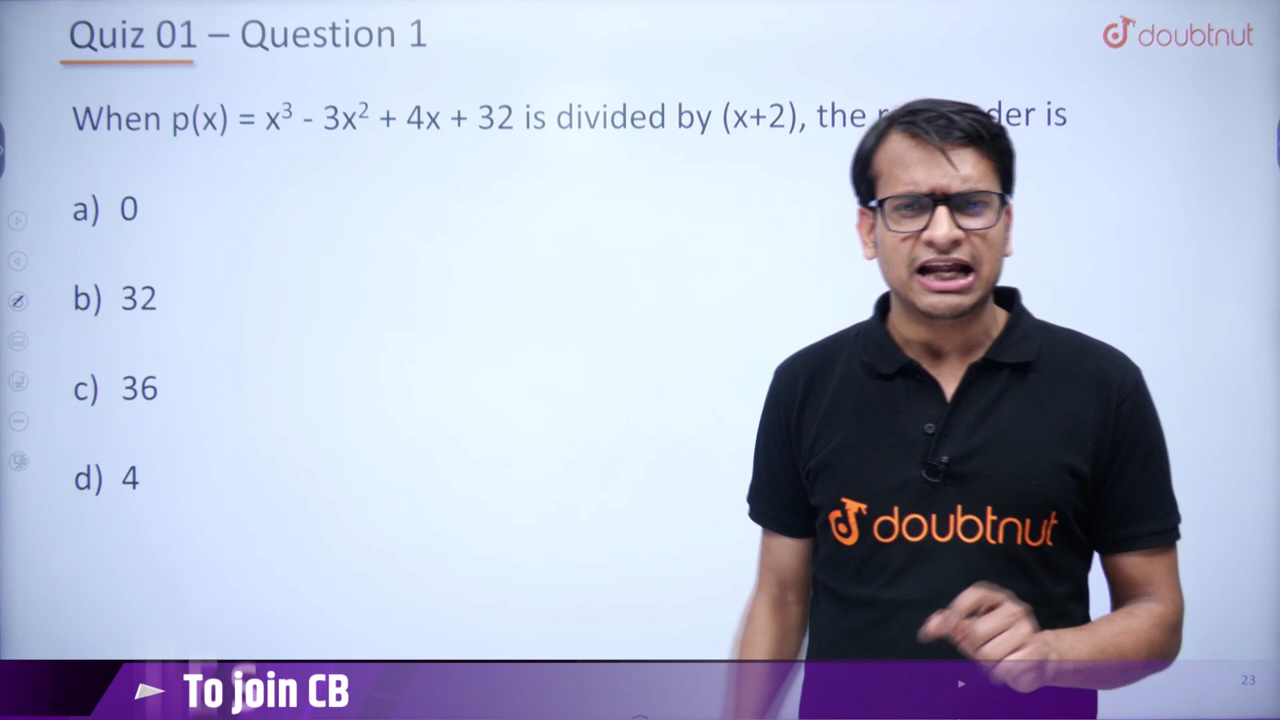 Quiz 01 – Question 1
doubtnut
When p(x) = x³ - 3x² + 4x + 32 is divided by (x+2), the der is
a) 0
b) 32
c) 36
d) 4
doubtnut
To join CB
23